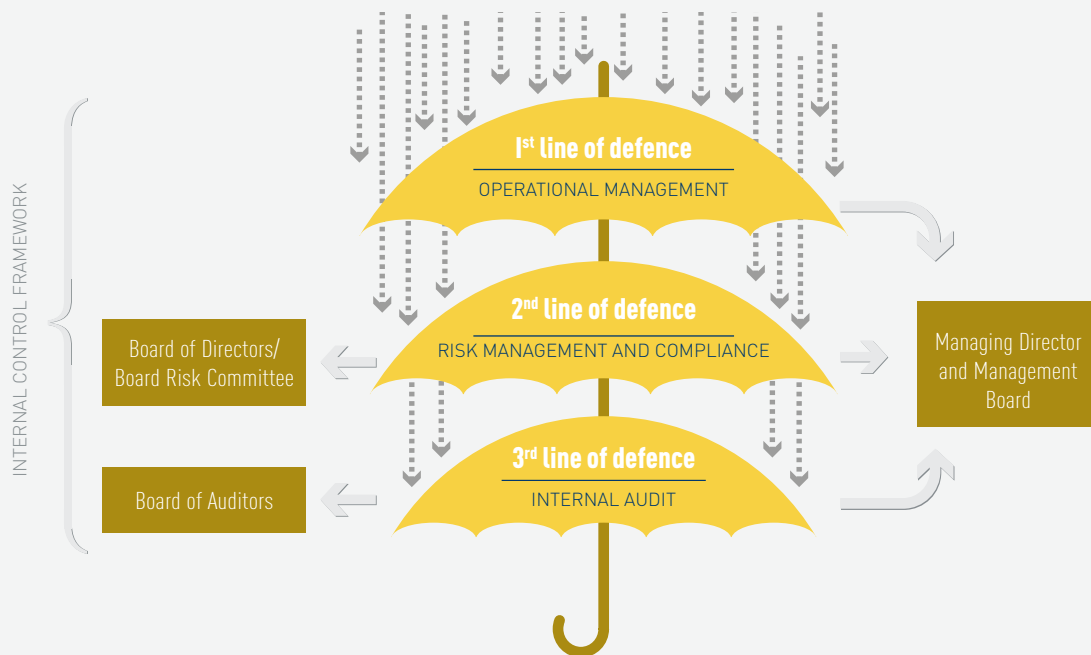 INTERNAL CONTROL FRAMEWORK
1st line of defence
OPERATIONAL MANAGEMENT
2nd line of defence
RISK MANAGEMENT AND COMPLIANCE
3rd line of defence
INTERNAL AUDIT
Board of Directors/
Board Risk Committee
Board of Auditors
Managing Director
and Management
Board